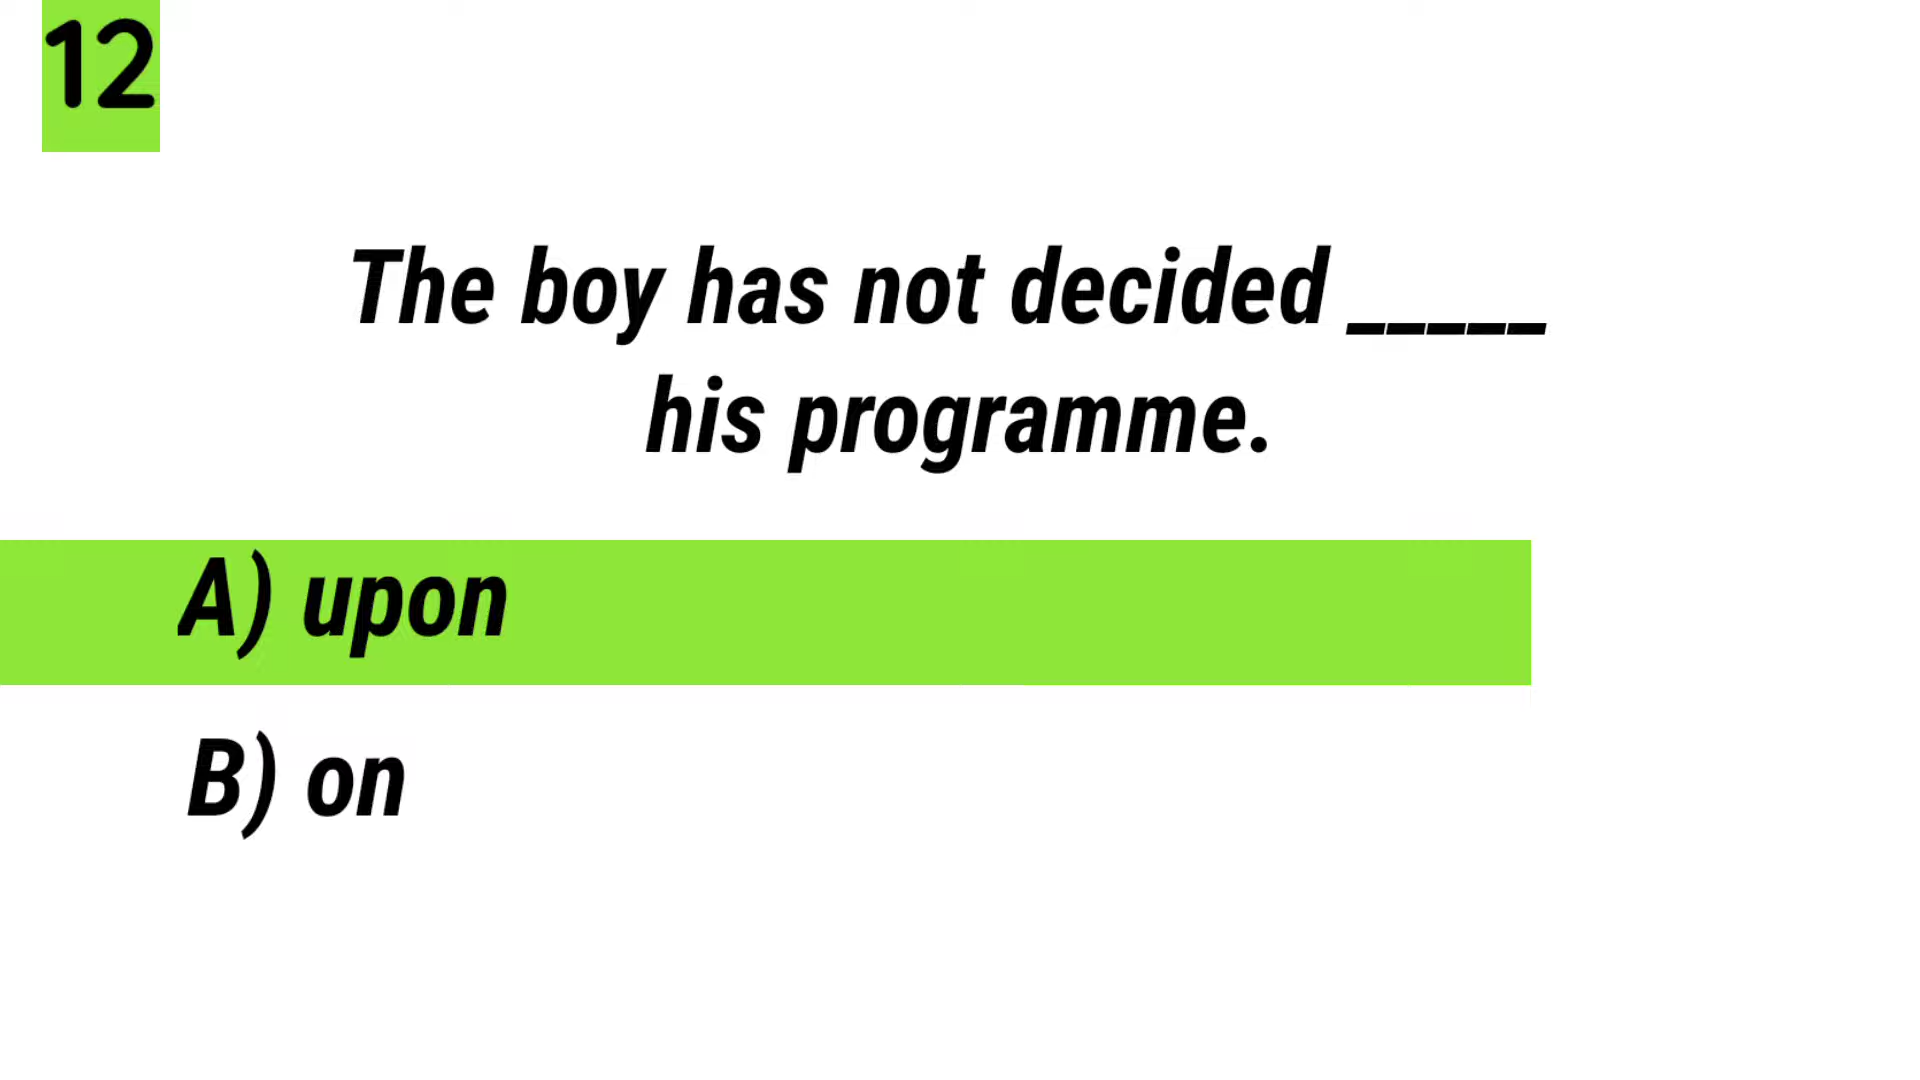 12
The boy has not decided _____
his programme.
A) upon
B) on